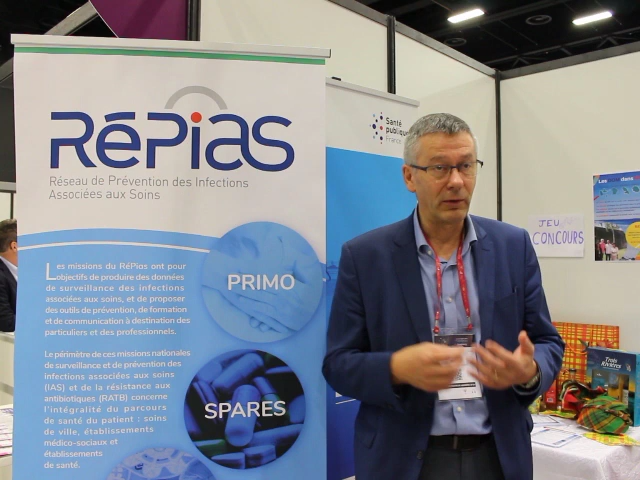 RéPIAS
Réseau de Prévention des Infections
Associées aux Soins
Les missions du RéPias ont pour
objectifs de produire des données
de surveillance des infections
associées aux soins, et de proposer
des outils de prévention, de formation
et de communication à destination des
particuliers et des professionnels.
Le périmètre de ces missions nationales
de surveillance et de prévention des
infections associées aux soins
(IAS) et de la résistance aux
antibiotiques (RATB) concerne
l'intégralité du parcours
de santé du patient : soins
de ville, établissements
médico-sociaux et
établissements
de santé.
PRIMO
SPARES
Santé
publique
France
JEU
CONCOURS
Les
Trois
Rivières